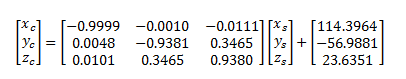 [x_c] = [-0.9999 -0.0010 -0.0111] [x_s] + [114.3964]
[y_c] = [0.0048 -0.9381 0.3465] [y_s] + [-56.9881]
[z_c] = [0.0101 0.3465 0.9380] [z_s] + [23.6351]